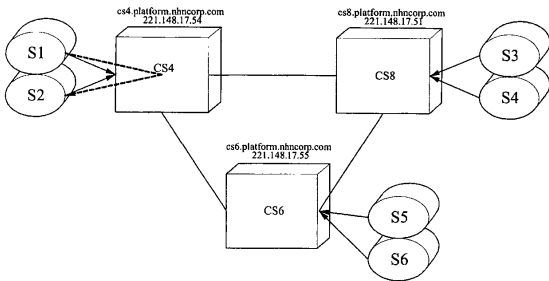 cs4.platform.nhncorp.com
221.148.17.54
cs8.platform.nhncorp.com
221.148.17.51
S1
S2
CS4
CS8
S3
S4
cs6.platform.nhncorp.com
221.148.17.55
CS6
S5
S6